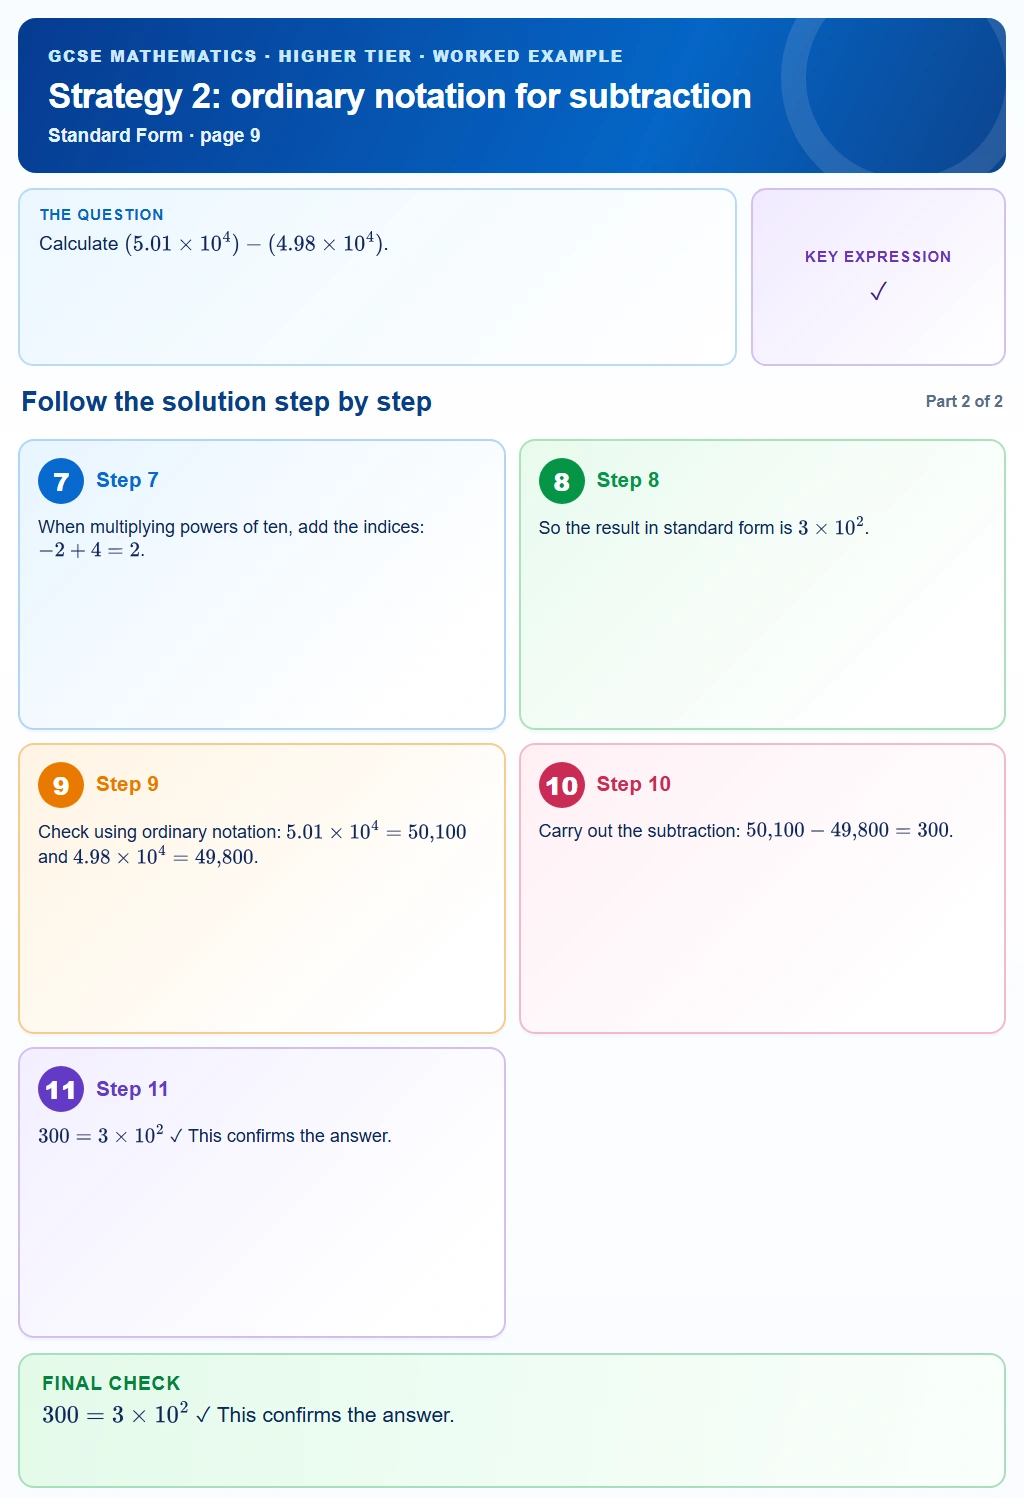 GCSE MATHEMATICS · HIGHER TIER · WORKED EXAMPLE
Strategy 2: ordinary notation for subtraction
Standard Form · page 9
THE QUESTION
Calculate (5.01 × 10⁴) − (4.98 × 10⁴).
KEY EXPRESSION
✓
Follow the solution step by step
Part 2 of 2
7 Step 7
When multiplying powers of ten, add the indices:
−2 + 4 = 2.
8 Step 8
So the result in standard form is 3 × 10².
9 Step 9
Check using ordinary notation: 5.01 × 10⁴ = 50,100
and 4.98 × 10⁴ = 49,800.
10 Step 10
Carry out the subtraction: 50,100 − 49,800 = 300.
11 Step 11
300 = 3 × 10² ✓ This confirms the answer.
FINAL CHECK
300 = 3 × 10² ✓ This confirms the answer.